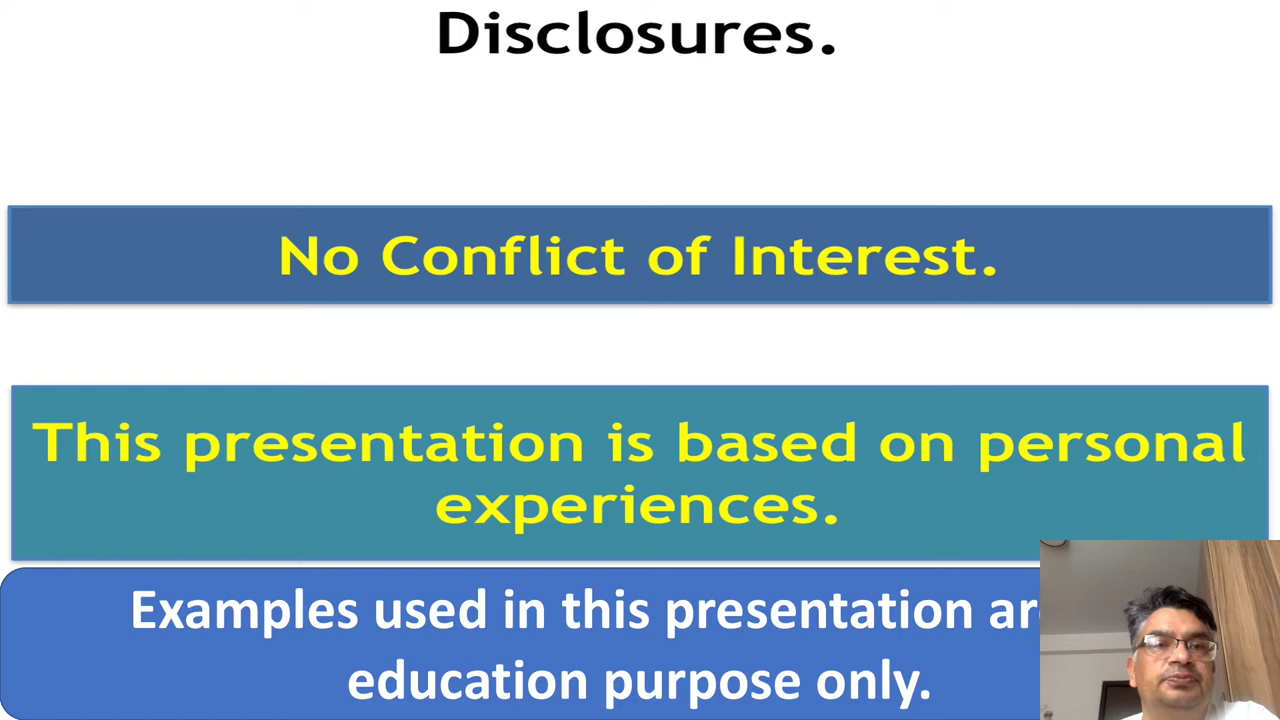 Disclosures.
No Conflict of Interest.
This presentation is based on personal
experiences.
Examples used in this presentation
education purpose only.